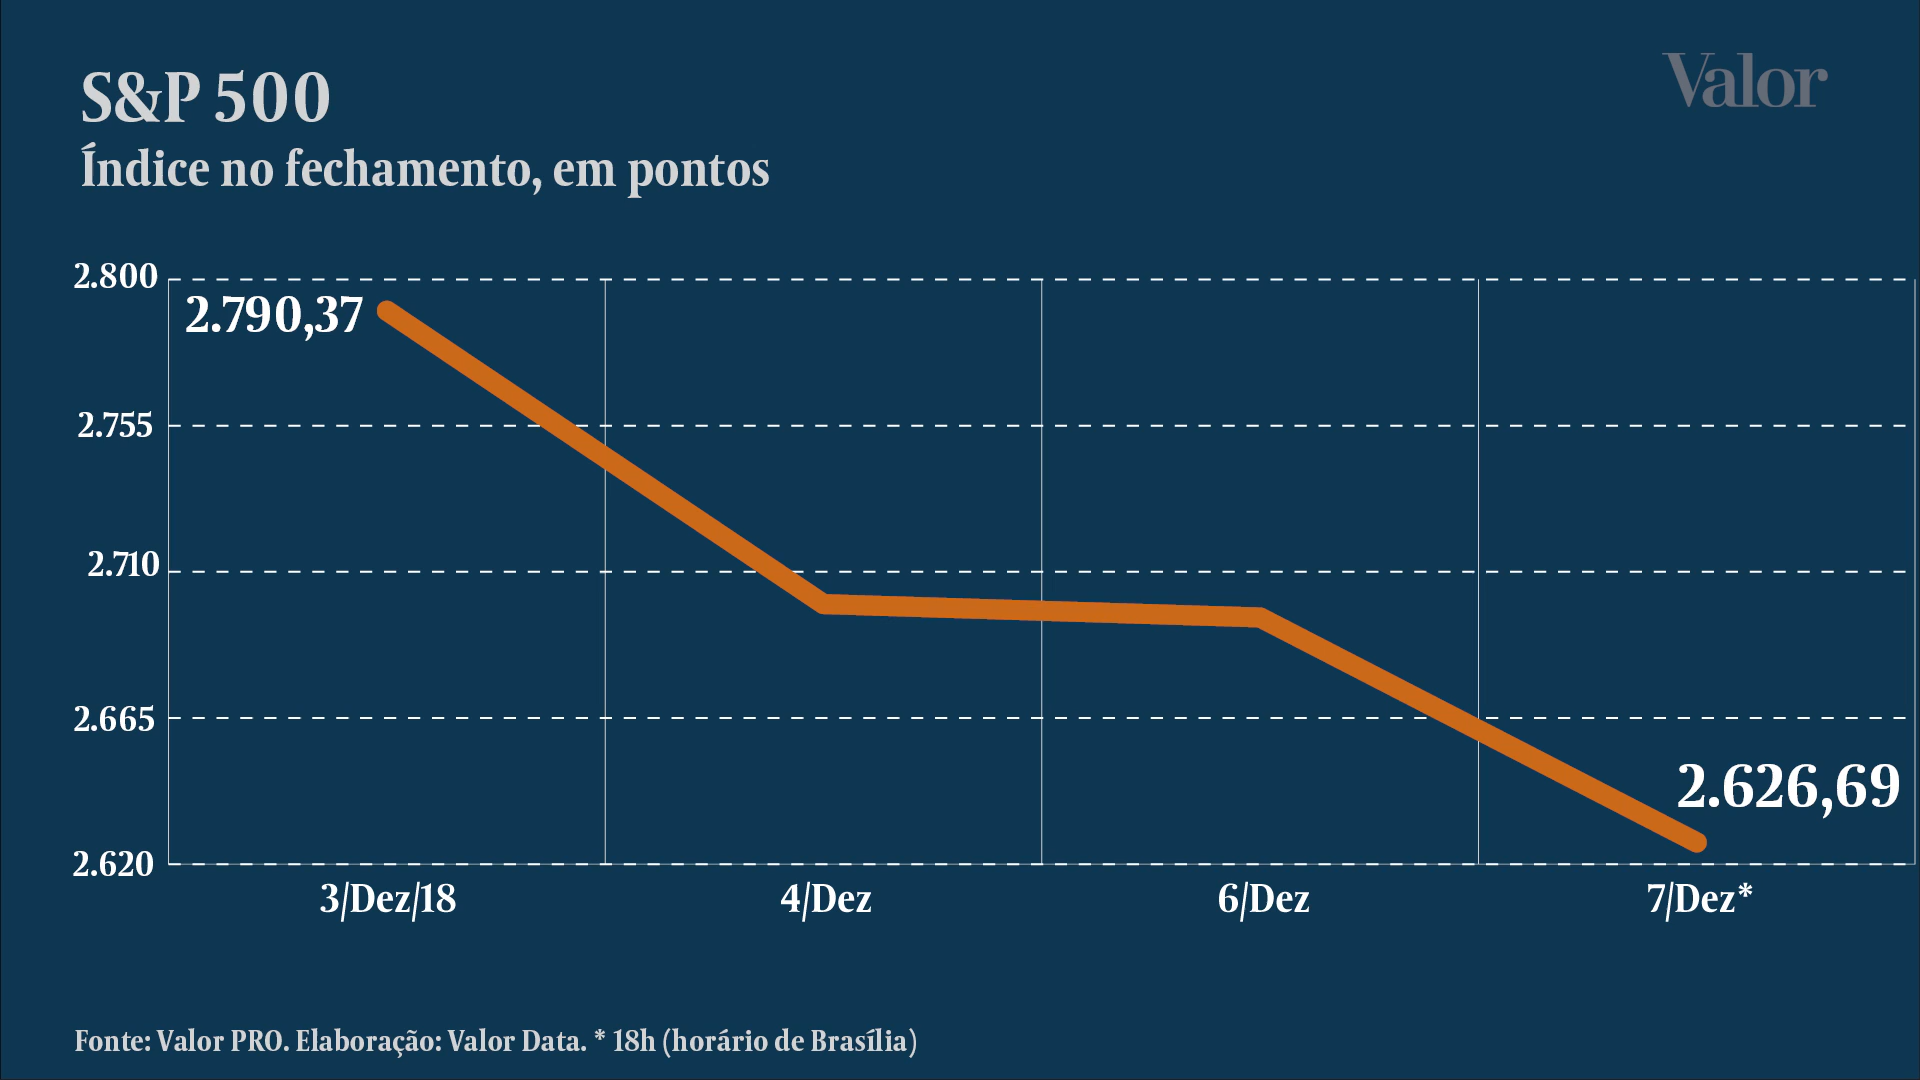 S&P 500
Valor
Índice no fechamento, em pontos
2.800
2.790,37
2.755
2.710
2.665
2.626,69
2.620
3/Dez/18 4/Dez 6/Dez 7/Dez*
Fonte: Valor PRO. Elaboração: Valor Data. * 18h (horário de Brasília)